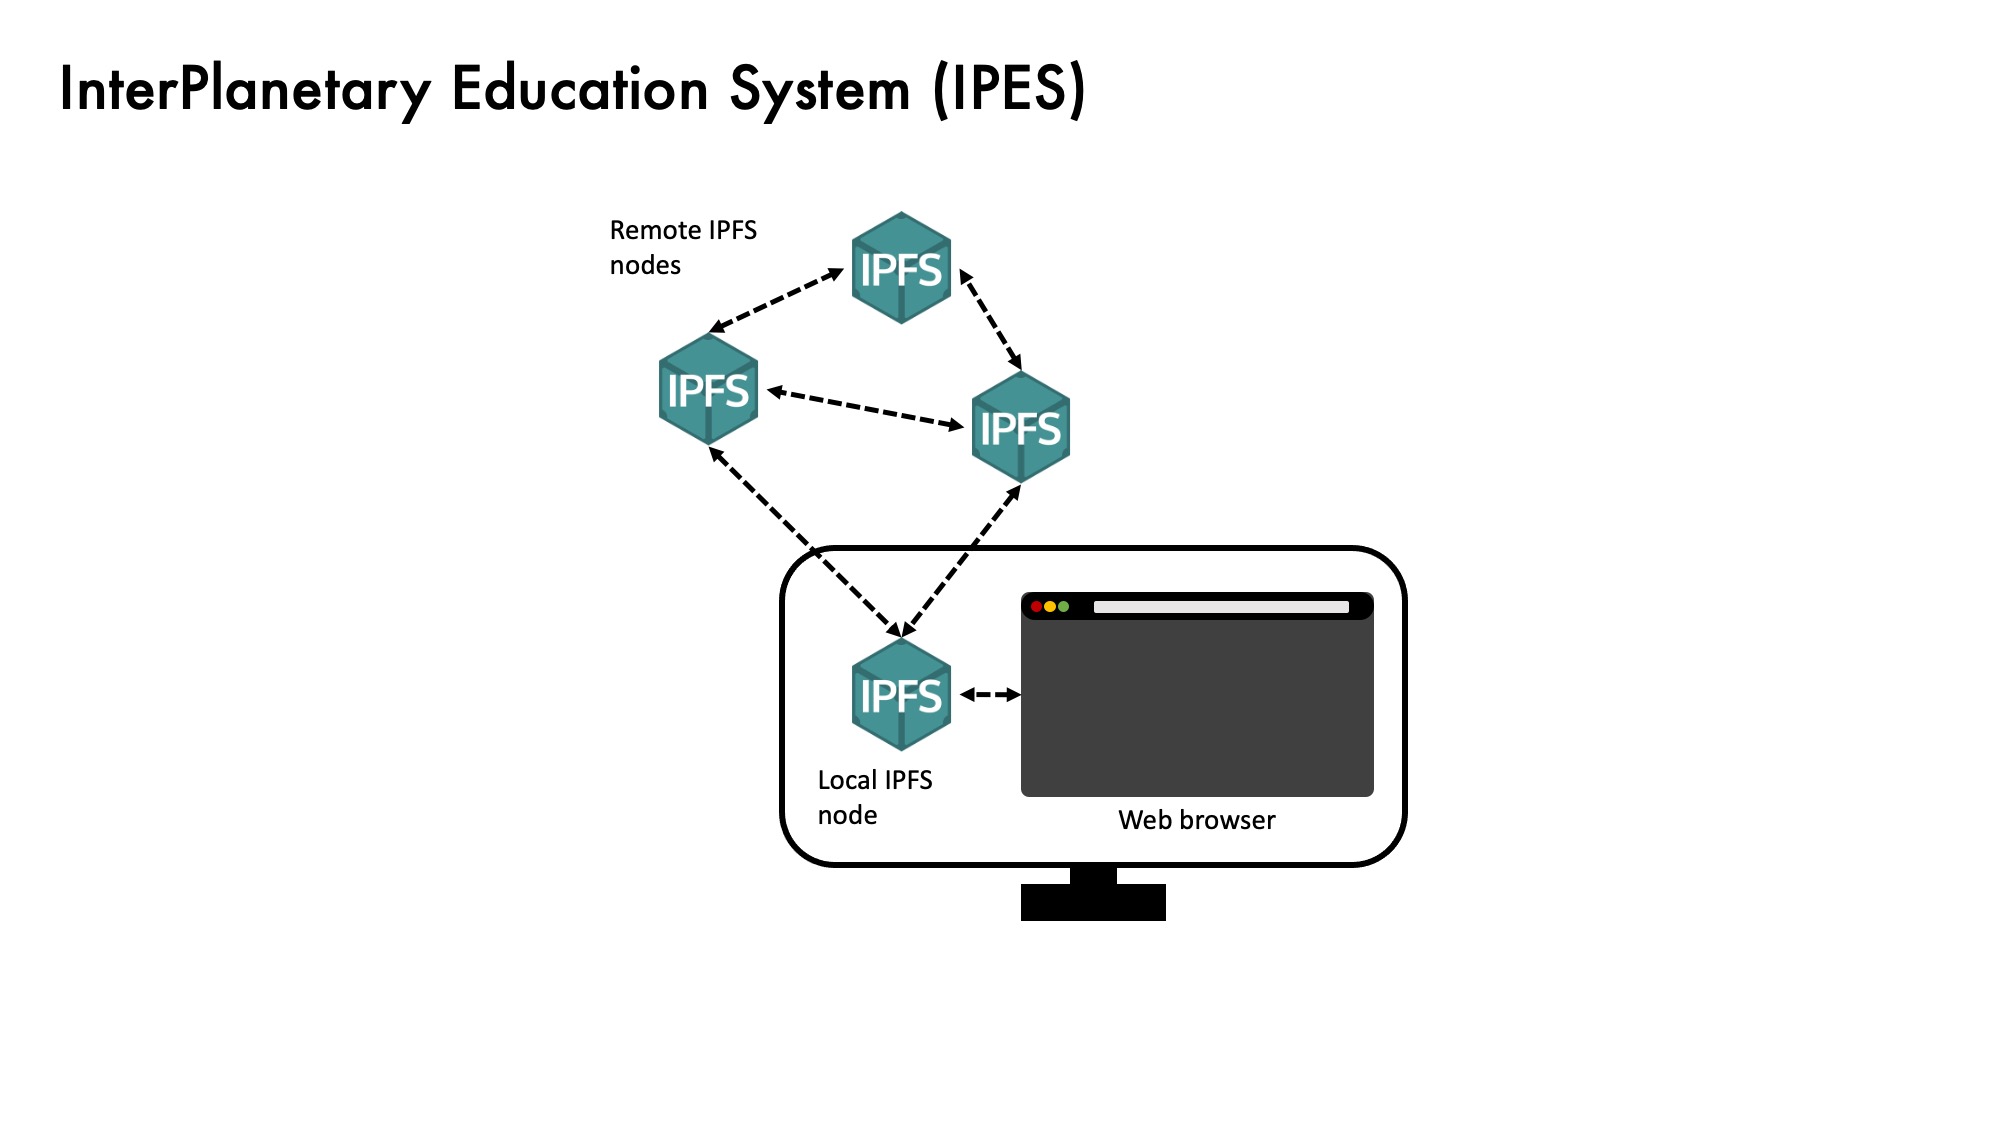 InterPlanetary Education System (IPES)
Remote IPFS
nodes
IPFS
IPFS
IPFS
IPFS
Local IPFS
node
Web browser